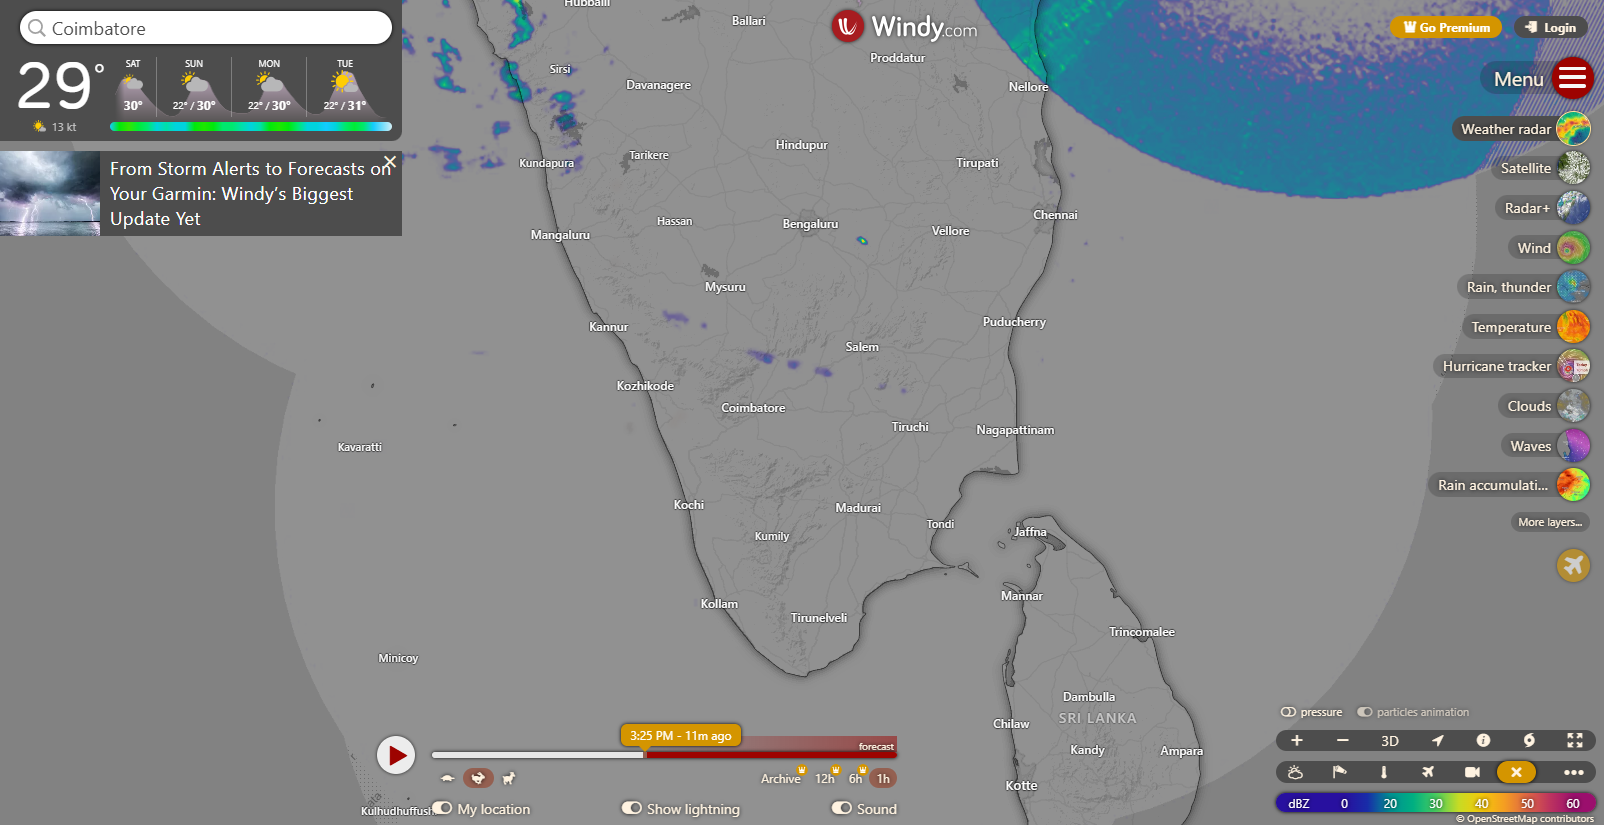 Coimbatore
29°
13 kt
SAT
30°
SUN
22° / 30°
MON
22° / 30°
TUE
22° / 31°
From Storm Alerts to Forecasts on
Your Garmin: Windy's Biggest
Update Yet
Windy.com
Go Premium
Login
Menu
Weather radar
Satellite
Radar+
Wind
Rain, thunder
Temperature
Hurricane tracker
Clouds
Waves
Rain accumulati...
More layers...
Hubballi
Ballari
Proddatur
Sirsi
Davanagere
Nellore
Hindupur
Kundapura
Tarikere
Tirupati
Hassan
Chennai
Mangaluru
Bengaluru
Vellore
Mysuru
Kannur
Puducherry
Salem
Kozhikode
Coimbatore
Tiruchi
Nagapattinam
Kavaratti
Kochi
Madurai
Tondi
Kumily
Jaffna
Mannar
Kollam
Tirunelveli
Trincomalee
Minicoy
Dambulla
Chilaw
SRI LANKA
Kandy
Ampara
Kotte
Kulhudhuffushi
3:25 PM - 11m ago
forecast
Archive
12h
6h
1h
My location
Show lightning
Sound
pressure
particles animation
3D
dBZ 0 20 30 40 50 60
© OpenStreetMap contributors